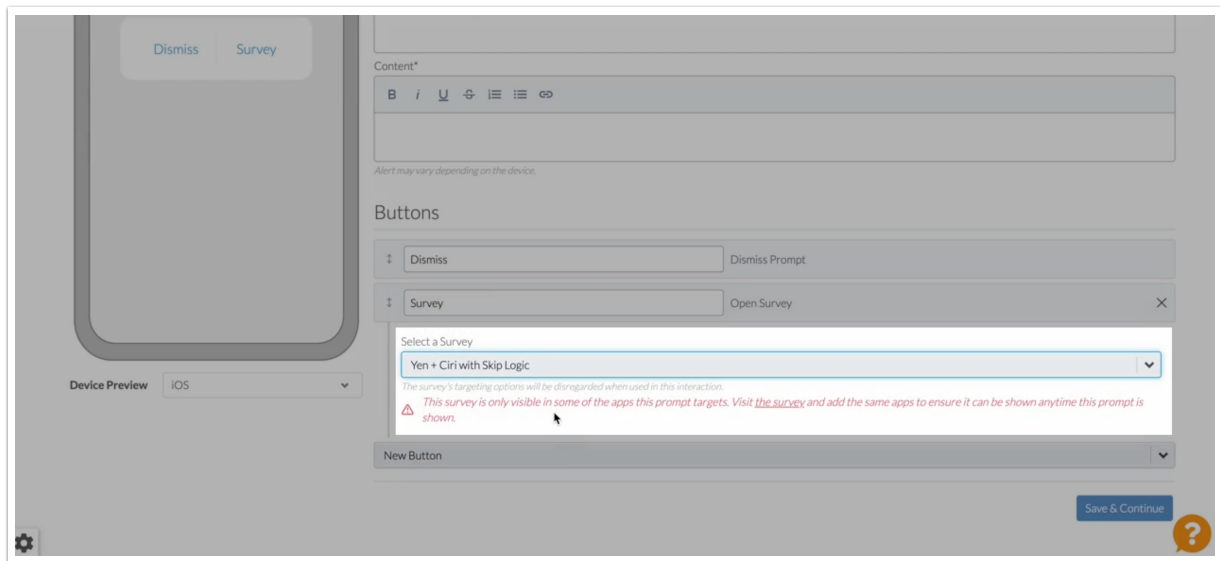 Dismiss Survey
Content*
B i U S
Alert may vary depending on the device.
Buttons
Dismiss Dismiss Prompt
Survey Open Survey
Select a Survey
Yen + Ciri with Skip Logic
The survey's targeting options will be disregarded when used in this interaction.
This survey is only visible in some of the apps this prompt targets. Visit the survey and add the same apps to ensure it can be shown anytime this prompt is
shown.
Device Preview iOS
New Button
Save & Continue
?